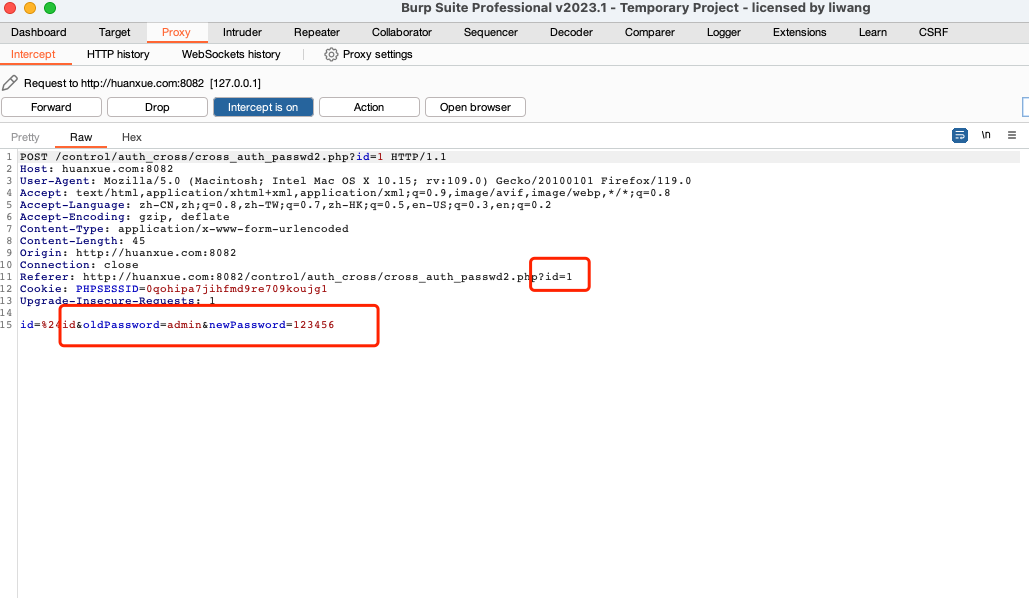 Burp Suite Professional v2023.1 - Temporary Project - licensed by liwang
Dashboard Target Proxy Intruder Repeater Collaborator Sequencer Decoder Comparer Logger Extensions Learn CSRF
Intercept HTTP history WebSockets history Proxy settings
Request to http://huanxue.com:8082 [127.0.0.1]
Forward Drop Intercept is on Action Open browser
Pretty Raw Hex \n
1 POST /control/auth_cross/cross_auth_passwd2.php?id=1 HTTP/1.1
2 Host: huanxue.com:8082
3 User-Agent: Mozilla/5.0 (Macintosh; Intel Mac OS X 10.15; rv:109.0) Gecko/20100101 Firefox/119.0
4 Accept: text/html,application/xhtml+xml,application/xml;q=0.9,image/avif,image/webp,*/*;q=0.8
5 Accept-Language: zh-CN,zh;q=0.8,zh-TW;q=0.7,zh-HK;q=0.5,en-US;q=0.3,en;q=0.2
6 Accept-Encoding: gzip, deflate
7 Content-Type: application/x-www-form-urlencoded
8 Content-Length: 45
9 Origin: http://huanxue.com:8082
10 Connection: close
11 Referer: http://huanxue.com:8082/control/auth_cross/cross_auth_passwd2.php?id=1
12 Cookie: PHPSESSID=0qohipa7jihfmd9re709koujg1
13 Upgrade-Insecure-Requests: 1
14
15 id=%24id&oldPassword=admin&newPassword=123456